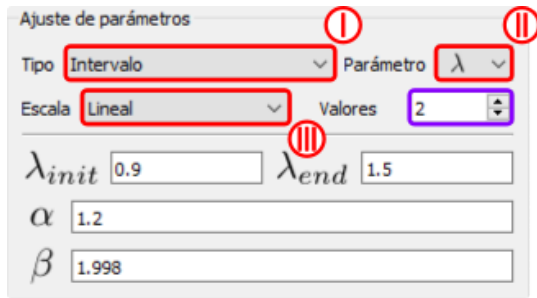 Ajuste de parámetros
I II
Tipo Intervalo Parámetro λ
Escala Lineal Valores 2
III
λinit 0.9 λend 1.5
α 1.2
β 1.998